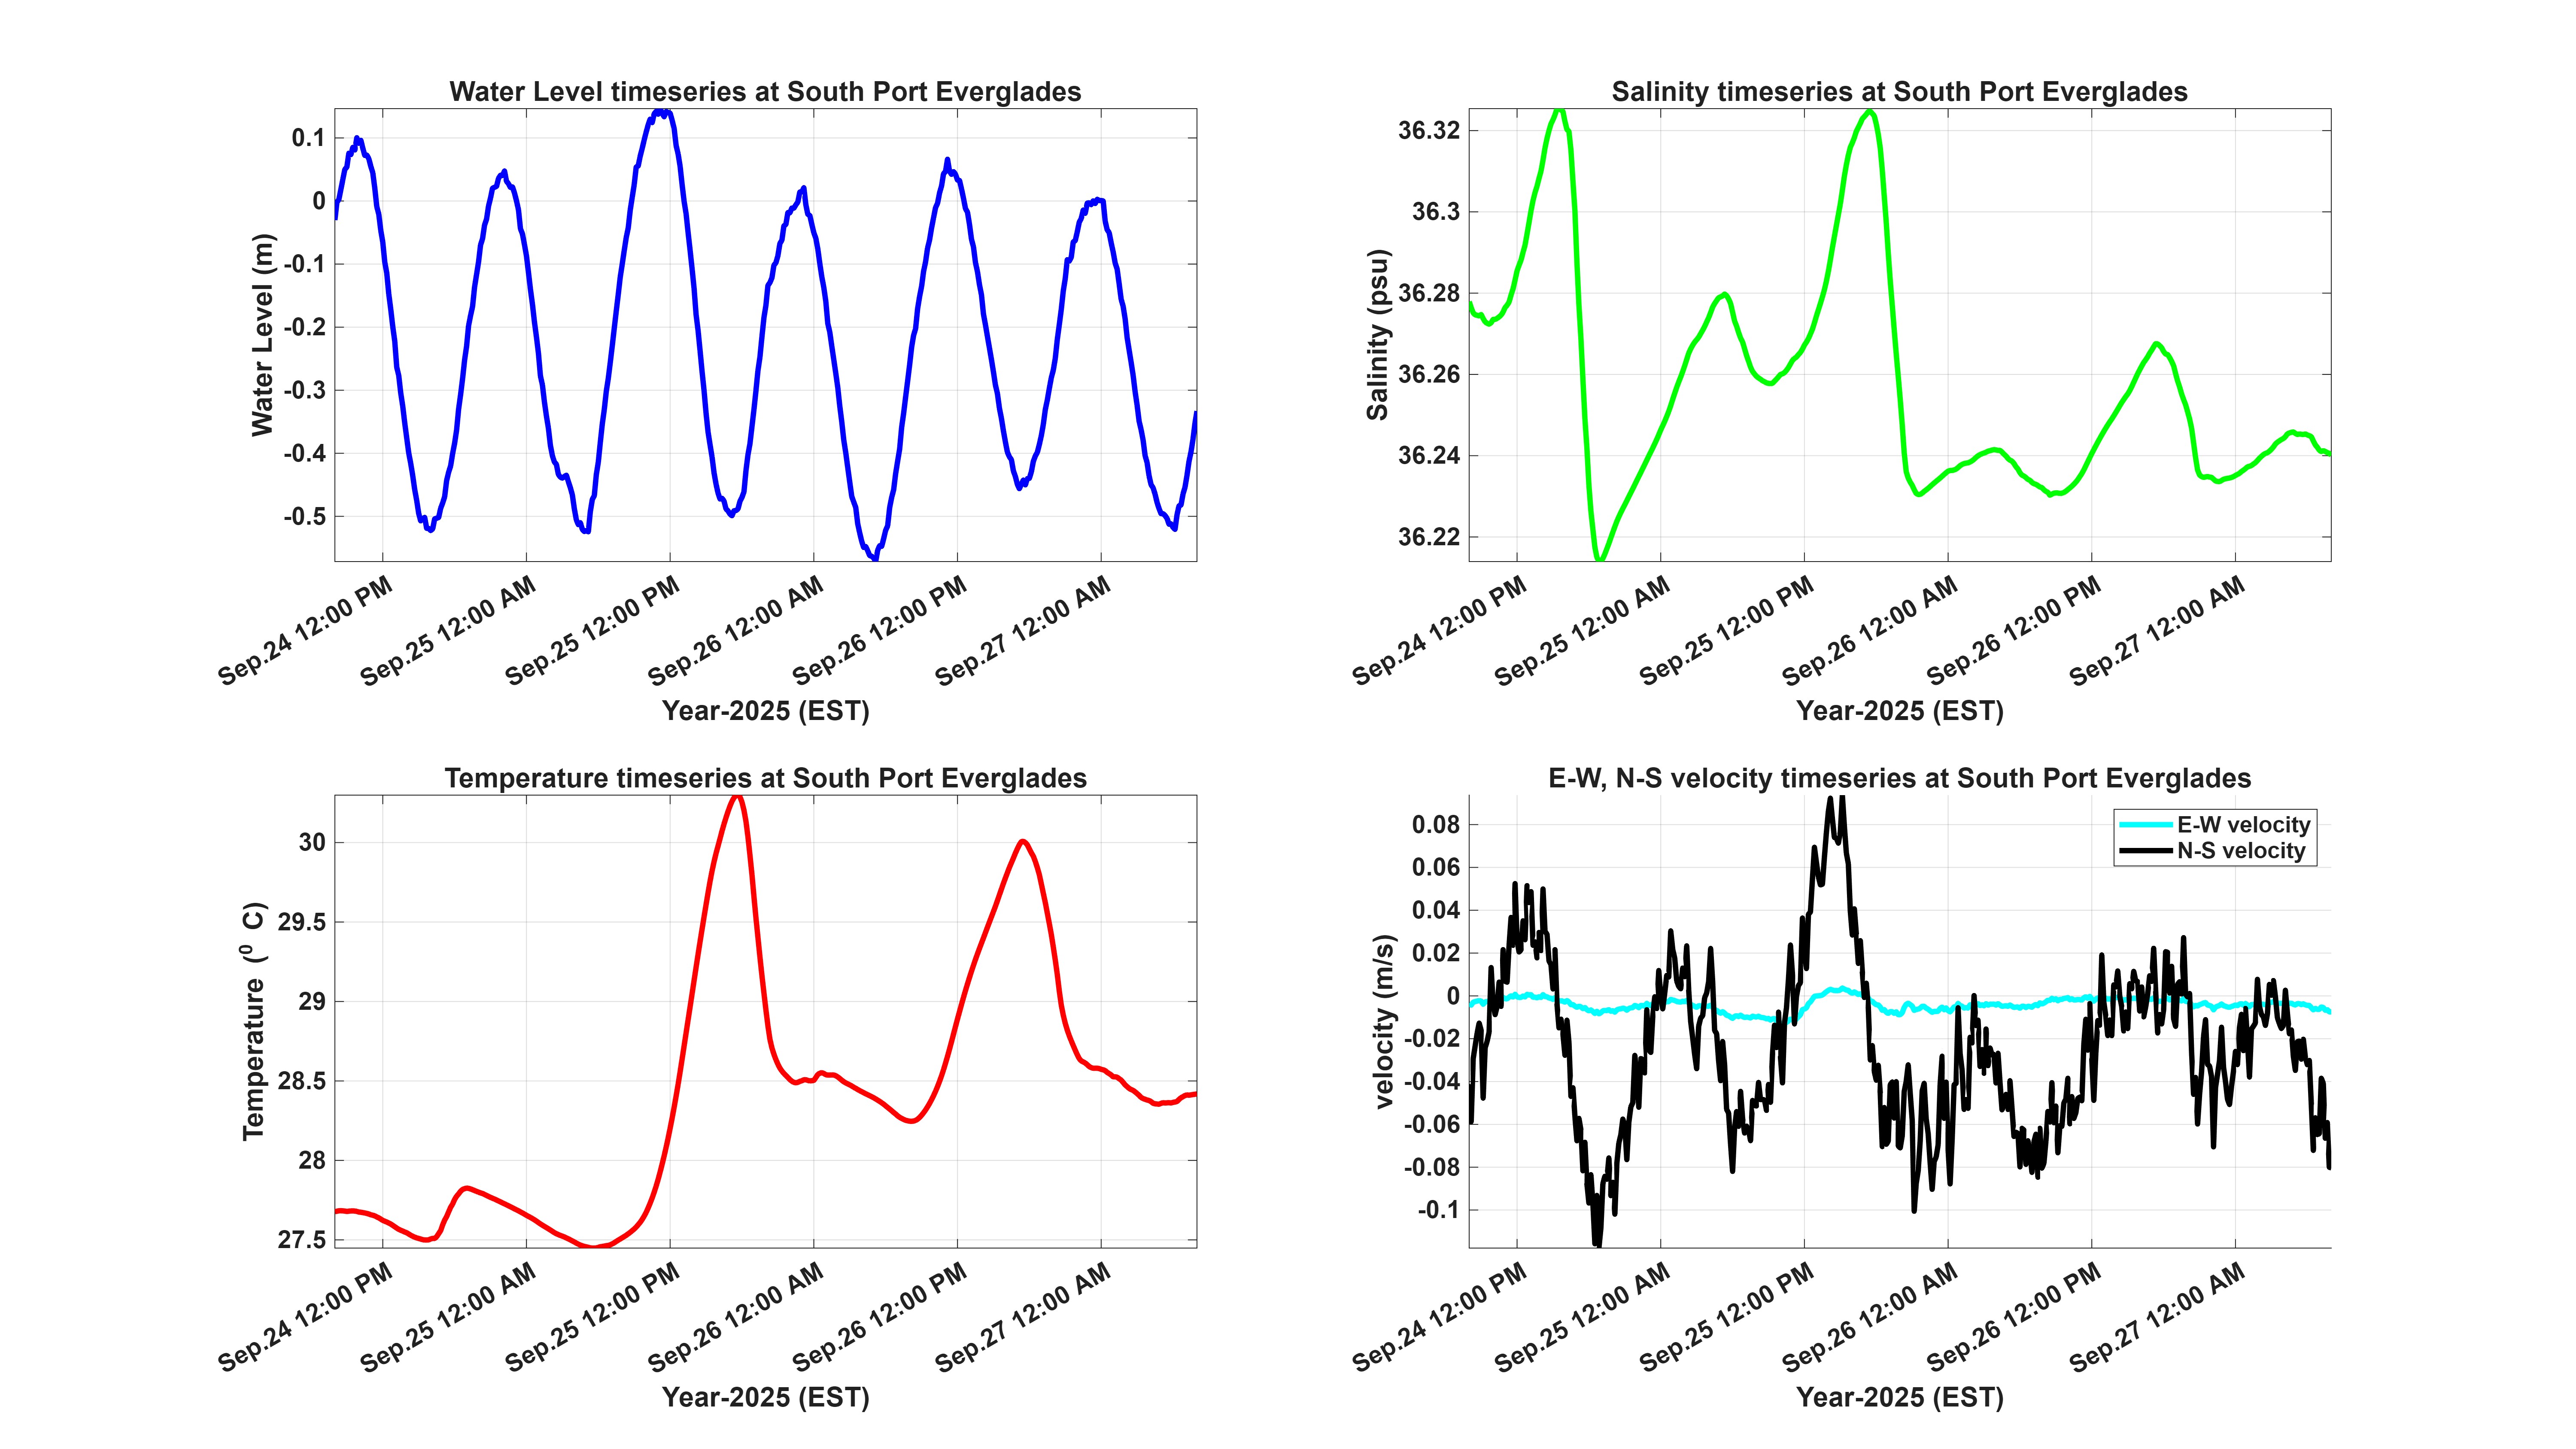 Water Level timeseries at South Port Everglades
Water Level (m)
0.1
0
-0.1
-0.2
-0.3
-0.4
-0.5
Sep.24 12:00 PM
Sep.25 12:00 AM
Sep.25 12:00 PM
Sep.26 12:00 AM
Sep.26 12:00 PM
Sep.27 12:00 AM
Year-2025 (EST)
Salinity timeseries at South Port Everglades
Salinity (psu)
36.32
36.3
36.28
36.26
36.24
36.22
Sep.24 12:00 PM
Sep.25 12:00 AM
Sep.25 12:00 PM
Sep.26 12:00 AM
Sep.26 12:00 PM
Sep.27 12:00 AM
Year-2025 (EST)
Temperature timeseries at South Port Everglades
Temperature (⁰ C)
30
29.5
29
28.5
28
27.5
Sep.24 12:00 PM
Sep.25 12:00 AM
Sep.25 12:00 PM
Sep.26 12:00 AM
Sep.26 12:00 PM
Sep.27 12:00 AM
Year-2025 (EST)
E-W, N-S velocity timeseries at South Port Everglades
velocity (m/s)
0.08
0.06
0.04
0.02
0
-0.02
-0.04
-0.06
-0.08
-0.1
E-W velocity
N-S velocity
Sep.24 12:00 PM
Sep.25 12:00 AM
Sep.25 12:00 PM
Sep.26 12:00 AM
Sep.26 12:00 PM
Sep.27 12:00 AM
Year-2025 (EST)